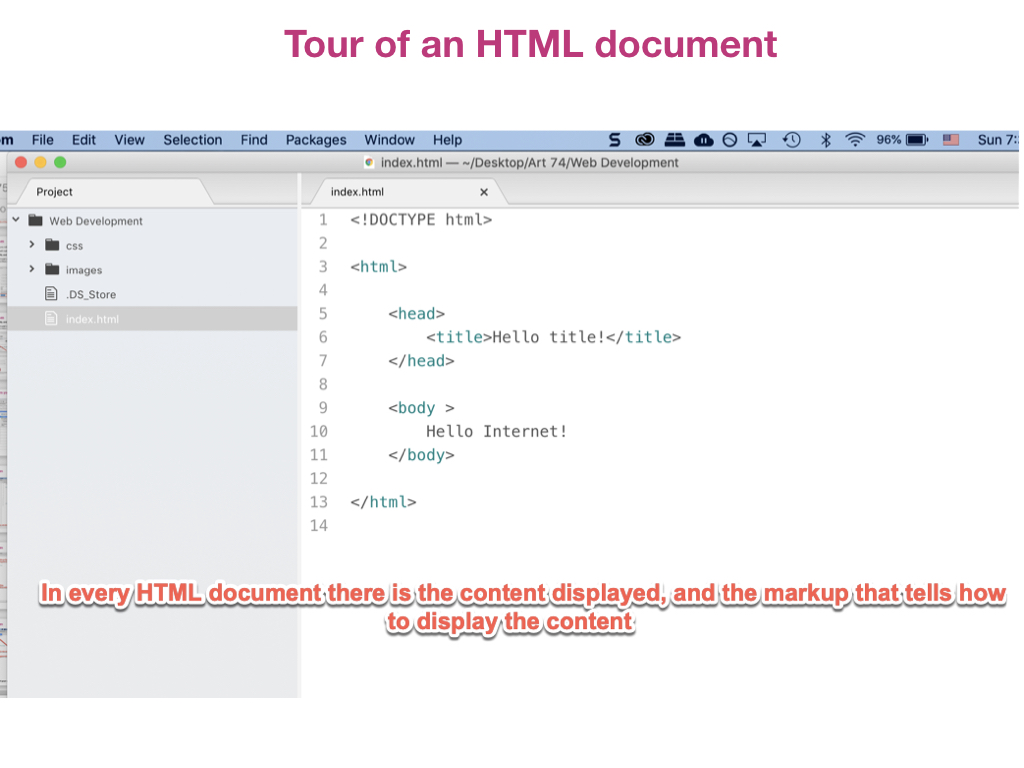 Tour of an HTML document
m File Edit View Selection Find Packages Window Help 96% Sun 7:
index.html — ~/Desktop/Art 74/Web Development
Project
index.html
Web Development
css
images
.DS_Store
index.html
1 <!DOCTYPE html>
2
3 <html>
4
5 <head>
6 <title>Hello title!</title>
7 </head>
8
9 <body >
10 Hello Internet!
11 </body>
12
13 </html>
14
In every HTML document there is the content displayed, and the markup that tells how
to display the content